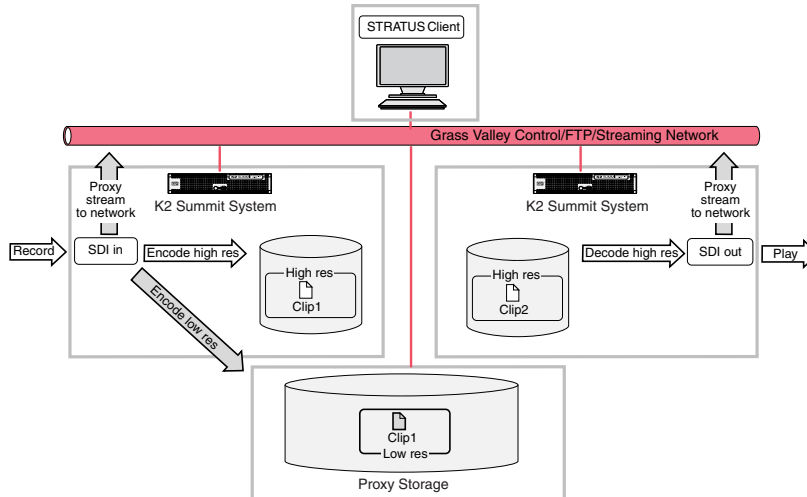 STRATUS Client
Grass Valley Control/FTP/Streaming Network
Proxy
stream
to network
K2 Summit System
K2 Summit System
Proxy
stream
to network
Record
SDI in
Encode high res
Decode high res
SDI out
Play
High res
Clip1
High res
Clip2
Encode low res
Clip1
Low res
Proxy Storage